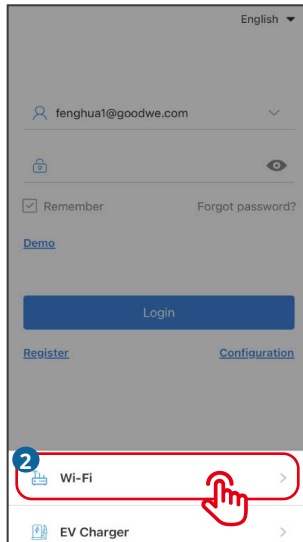 English
fenghua1@goodwe.com
Remember Forgot password?
Demo
Login
Register Configuration
2
Wi-Fi
EV Charger